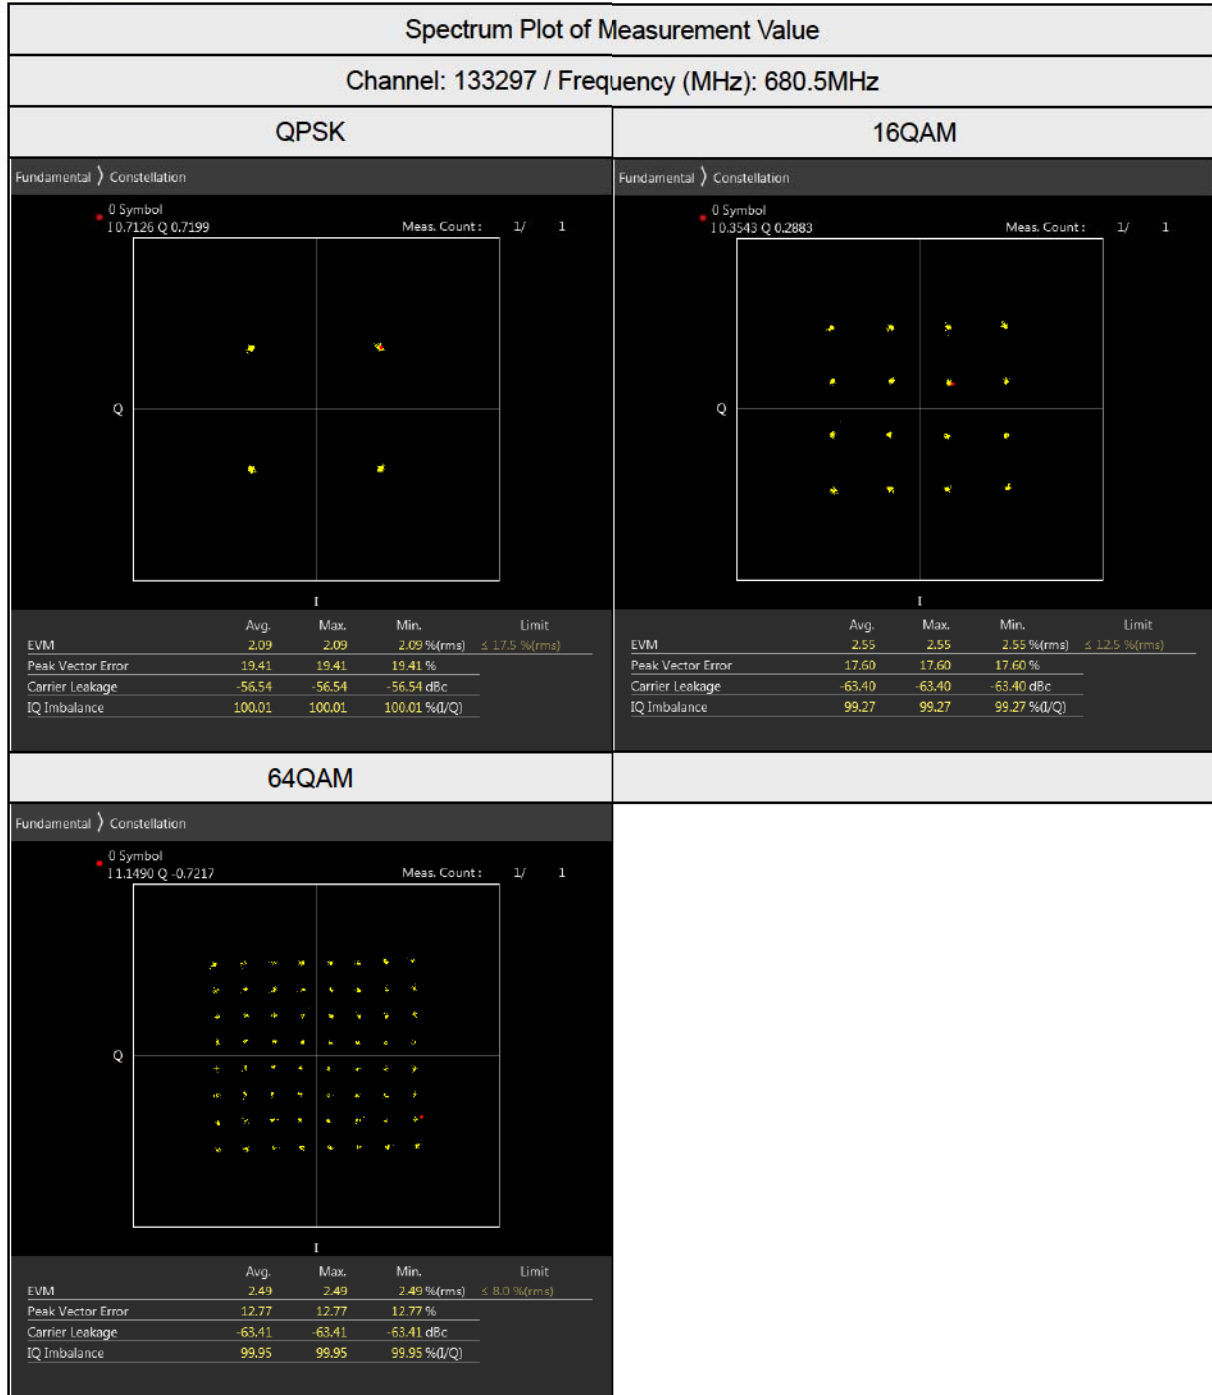 Spectrum Plot of Measurement Value
Channel: 133297 / Frequency (MHz): 680.5MHz
QPSK
Fundamental 〉 Constellation
0 Symbol
I 0.7126 Q 0.7199 Meas. Count : 1/ 1
Q
I
Avg. Max. Min. Limit
EVM 2.09 2.09 2.09 %(rms) ≤ 17.5 %(rms)
Peak Vector Error 19.41 19.41 19.41 %
Carrier Leakage -56.54 -56.54 -56.54 dBc
IQ Imbalance 100.01 100.01 100.01 %(I/Q)
16QAM
Fundamental 〉 Constellation
0 Symbol
I 0.3543 Q 0.2883 Meas. Count : 1/ 1
Q
I
Avg. Max. Min. Limit
EVM 2.55 2.55 2.55 %(rms) ≤ 12.5 %(rms)
Peak Vector Error 17.60 17.60 17.60 %
Carrier Leakage -63.40 -63.40 -63.40 dBc
IQ Imbalance 99.27 99.27 99.27 %(I/Q)
64QAM
Fundamental 〉 Constellation
0 Symbol
I 1.1490 Q -0.7217 Meas. Count : 1/ 1
Q
I
Avg. Max. Min. Limit
EVM 2.49 2.49 2.49 %(rms) ≤ 8.0 %(rms)
Peak Vector Error 12.77 12.77 12.77 %
Carrier Leakage -63.41 -63.41 -63.41 dBc
IQ Imbalance 99.95 99.95 99.95 %(I/Q)